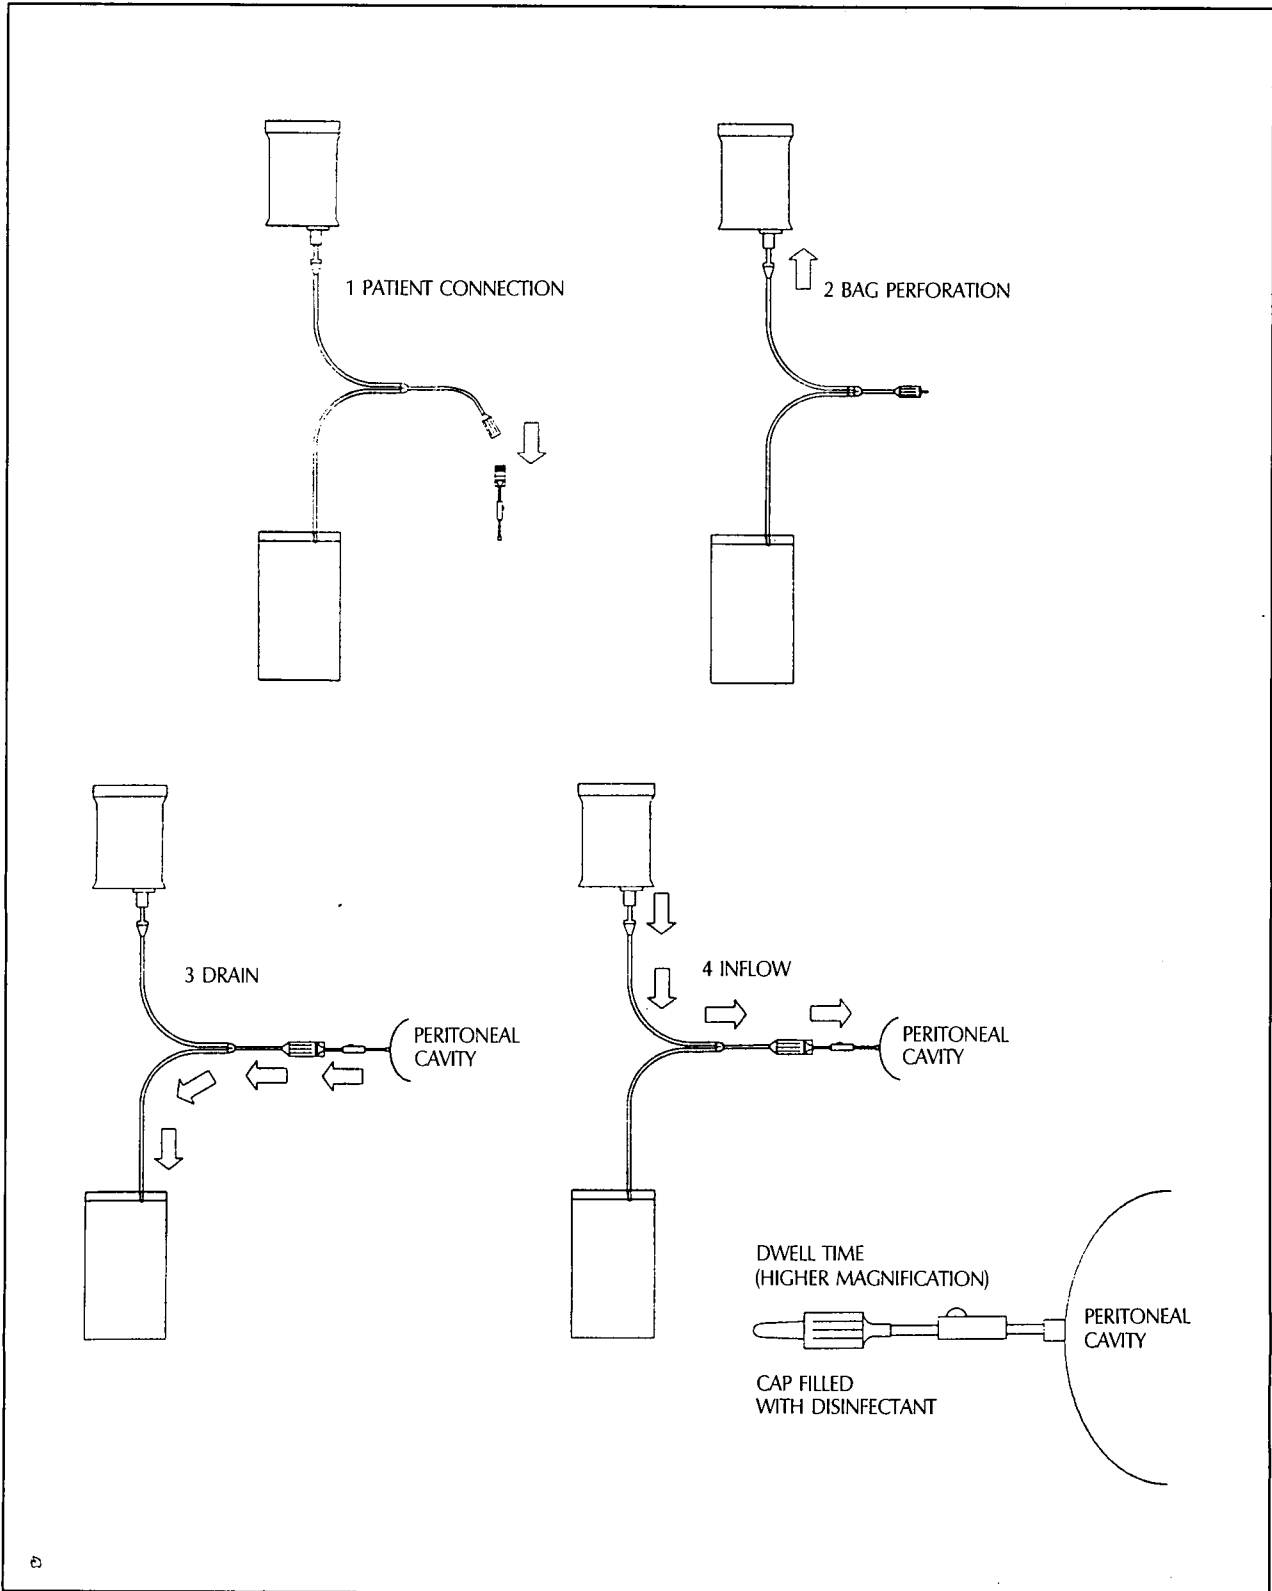 1 PATIENT CONNECTION
2 BAG PERFORATION
3 DRAIN
PERITONEAL
CAVITY
4 INFLOW
PERITONEAL
CAVITY
DWELL TIME
(HIGHER MAGNIFICATION)
PERITONEAL
CAVITY
CAP FILLED
WITH DISINFECTANT